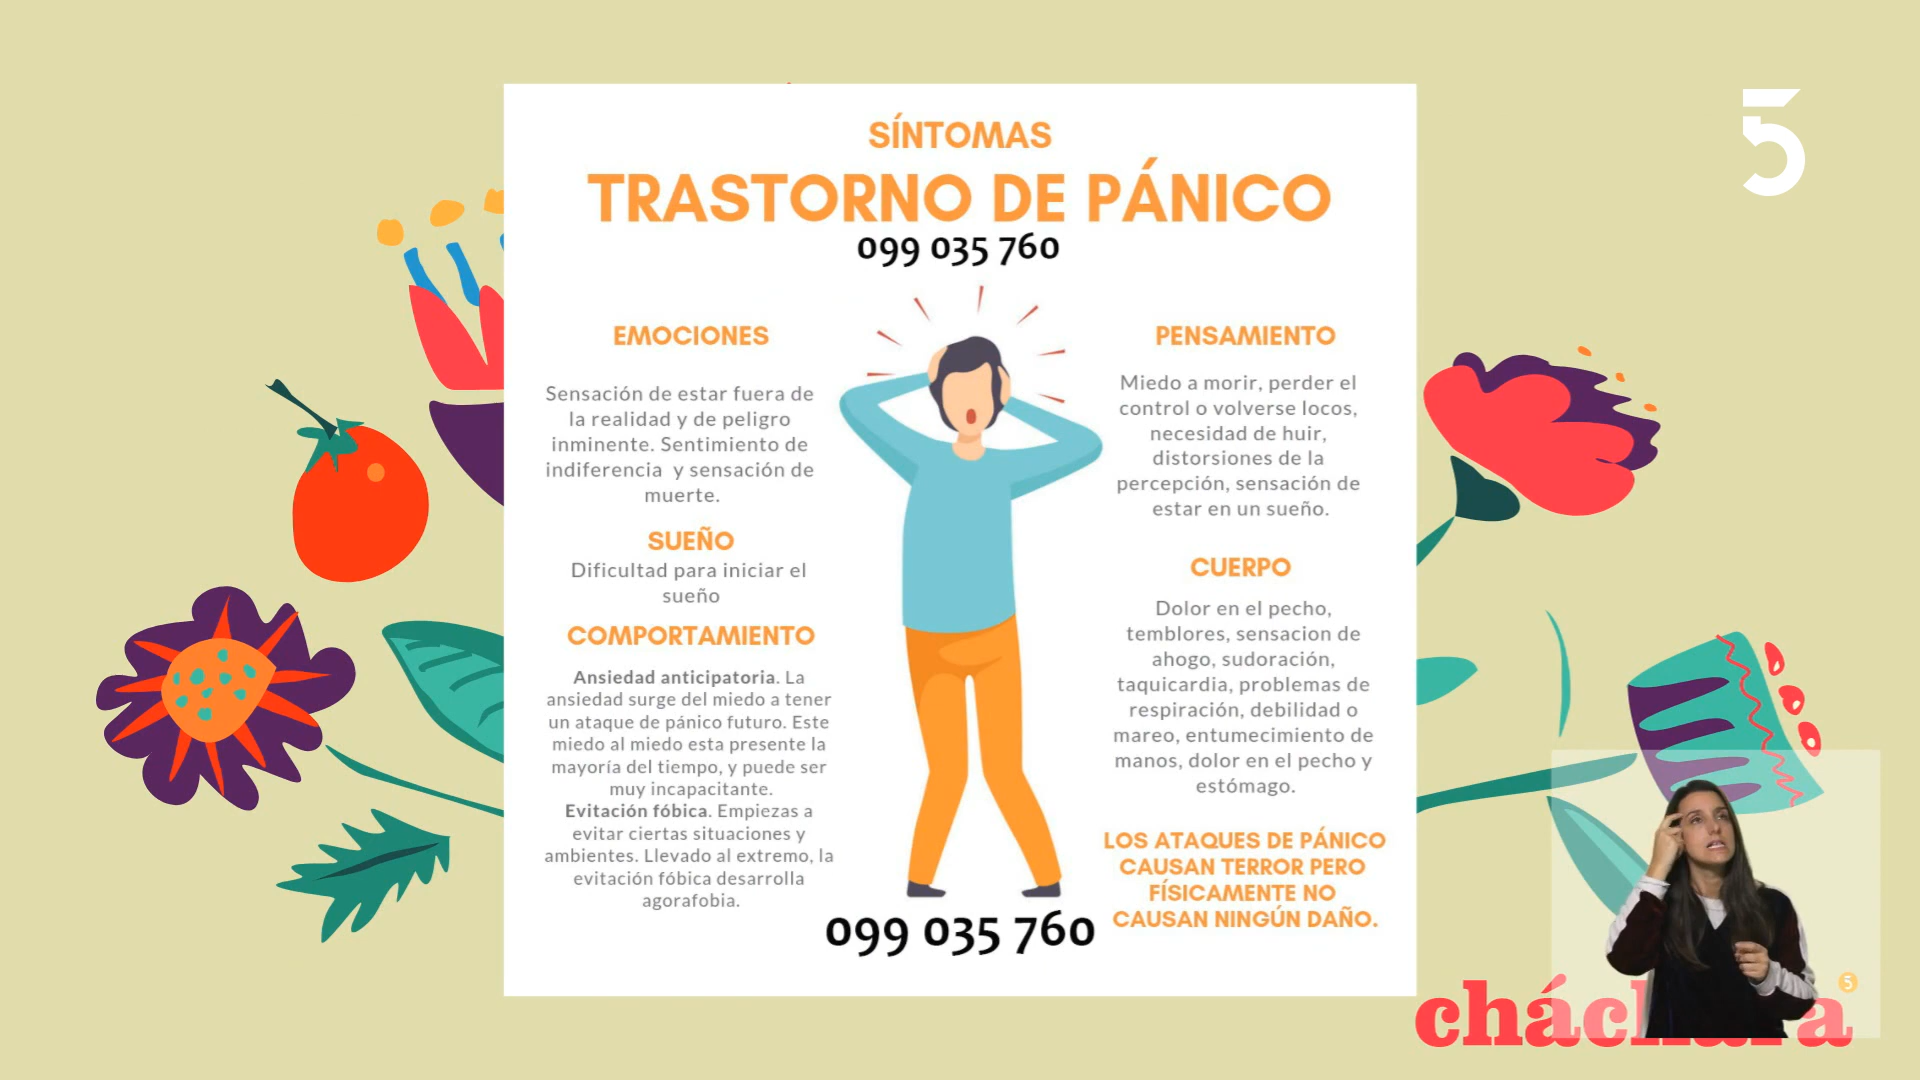 5
SÍNTOMAS
TRASTORNO DE PÁNICO
099 035 760
EMOCIONES
Sensación de estar fuera de
la realidad y de peligro
inminente. Sentimiento de
indiferencia y sensación de
muerte.
SUEÑO
Dificultad para iniciar el
sueño
COMPORTAMIENTO
Ansiedad anticipatoria. La
ansiedad surge del miedo a tener
un ataque de pánico futuro. Este
miedo al miedo esta presente la
mayoría del tiempo, y puede ser
muy incapacitante.
Evitación fóbica. Empiezas a
evitar ciertas situaciones y
ambientes. Llevado al extremo, la
evitación fóbica desarrolla
agorafobia.
PENSAMIENTO
Miedo a morir, perder el
control o volverse locos,
necesidad de huir,
distorsiones de la
percepción, sensación de
estar en un sueño.
CUERPO
Dolor en el pecho,
temblores, sensacion de
ahogo, sudoración,
taquicardia, problemas de
respiración, debilidad o
mareo, entumecimiento de
manos, dolor en el pecho y
estómago.
LOS ATAQUES DE PÁNICO
CAUSAN TERROR PERO
FÍSICAMENTE NO
CAUSAN NINGÚN DAÑO.
099 035 760
5
cháchara